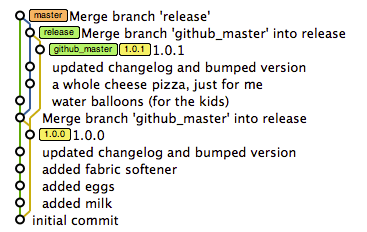 master Merge branch 'release'
release Merge branch 'github_master' into release
github_master 1.0.1 1.0.1
updated changelog and bumped version
a whole cheese pizza, just for me
water balloons (for the kids)
Merge branch 'github_master' into release
1.0.0 1.0.0
updated changelog and bumped version
added fabric softener
added eggs
added milk
initial commit